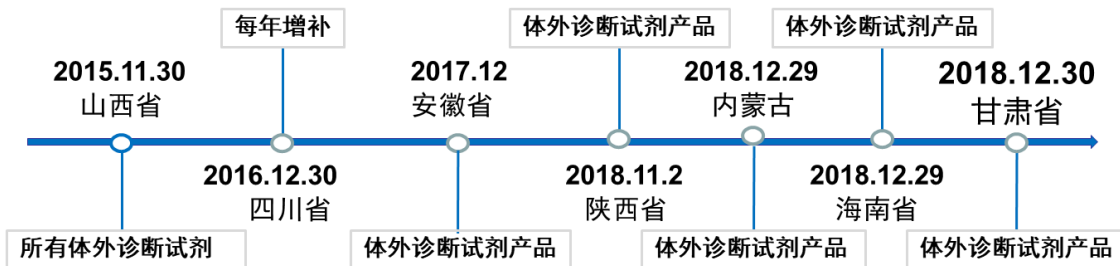 每年增补
体外诊断试剂产品
体外诊断试剂产品
2015.11.30
山西省
2017.12
安徽省
2018.12.29
内蒙古
2018.12.30
甘肃省
2016.12.30
四川省
2018.11.2
陕西省
2018.12.29
海南省
所有体外诊断试剂
体外诊断试剂产品
体外诊断试剂产品
体外诊断试剂产品